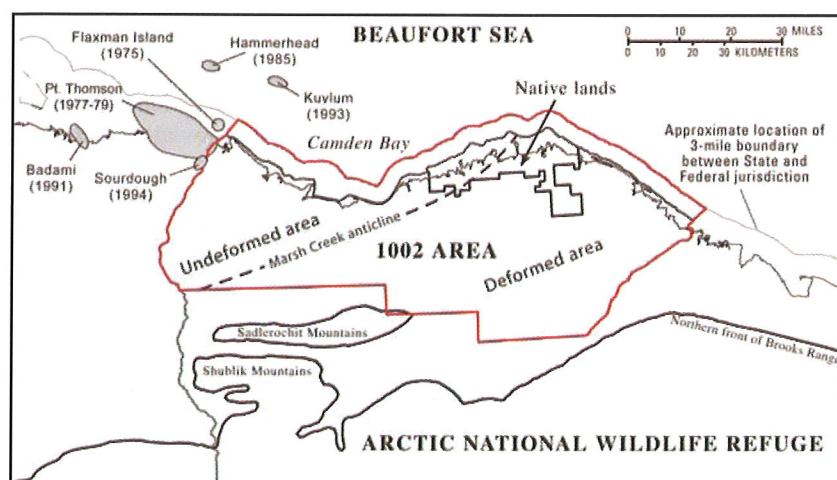 BEAUFORT SEA
0 10 20 30 MILES
0 10 20 30 KILOMETERS
Flaxman Island
(1975)
Hammerhead
(1985)
Pt. Thomson
(1977-79)
Kuvlum
(1993)
Native lands
Camden Bay
Badami
(1991)
Sourdough
(1994)
Approximate location of
3-mile boundary
between State and
Federal jurisdiction
Undeformed area
Marsh Creek anticline
1002 AREA
Deformed area
Sadlerochit Mountains
Northern front of Brooks Range
Shublik Mountains
ARCTIC NATIONAL WILDLIFE REFUGE